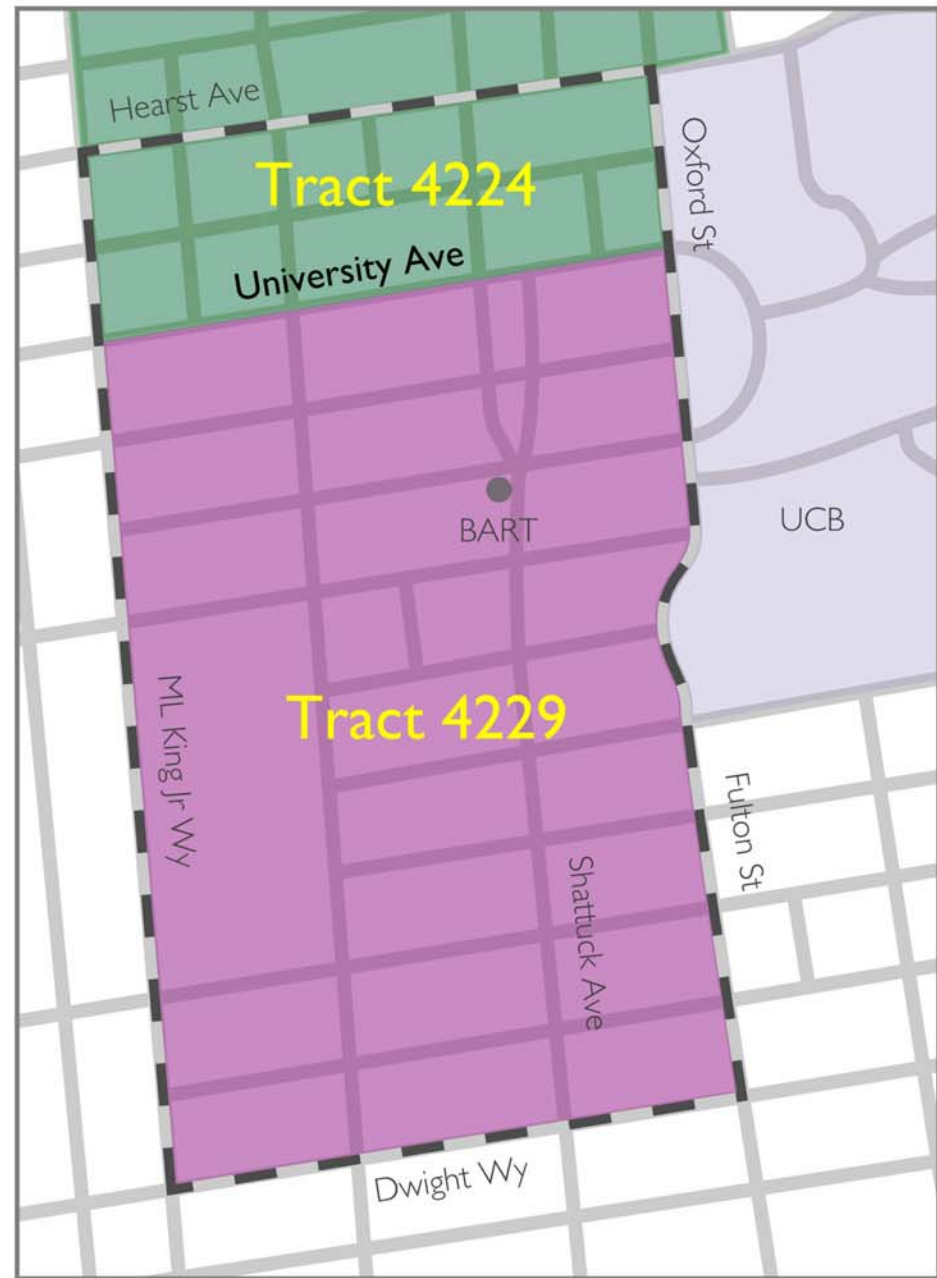 Hearst Ave
Oxford St
Tract 4224
University Ave
BART
UCB
ML King Jr Wy
Tract 4229
Fulton St
Shattuck Ave
Dwight Wy